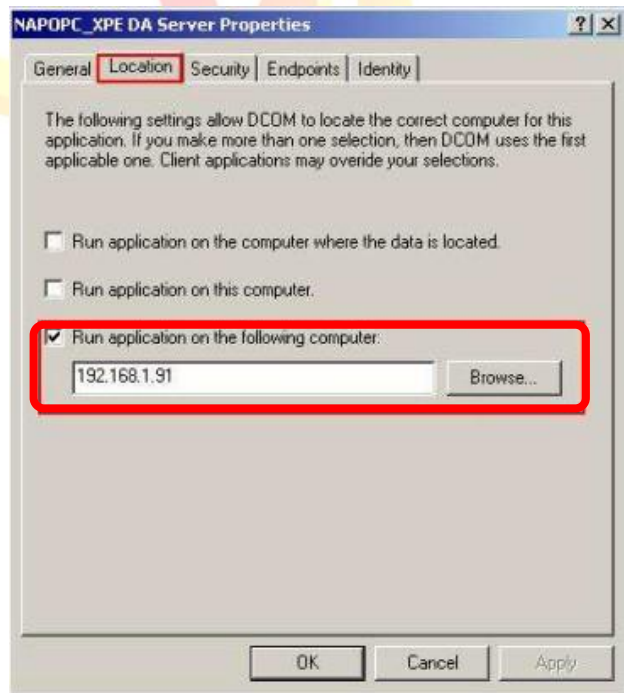 NAPOPC_XPE DA Server Properties
General Location Security Endpoints Identity
The following settings allow DCOM to locate the correct computer for this
application. If you make more than one selection, then DCOM uses the first
applicable one. Client applications may overide your selections.
Run application on the computer where the data is located.
Run application on this computer.
Run application on the following computer:
192.168.1.91 Browse...
OK Cancel Apply